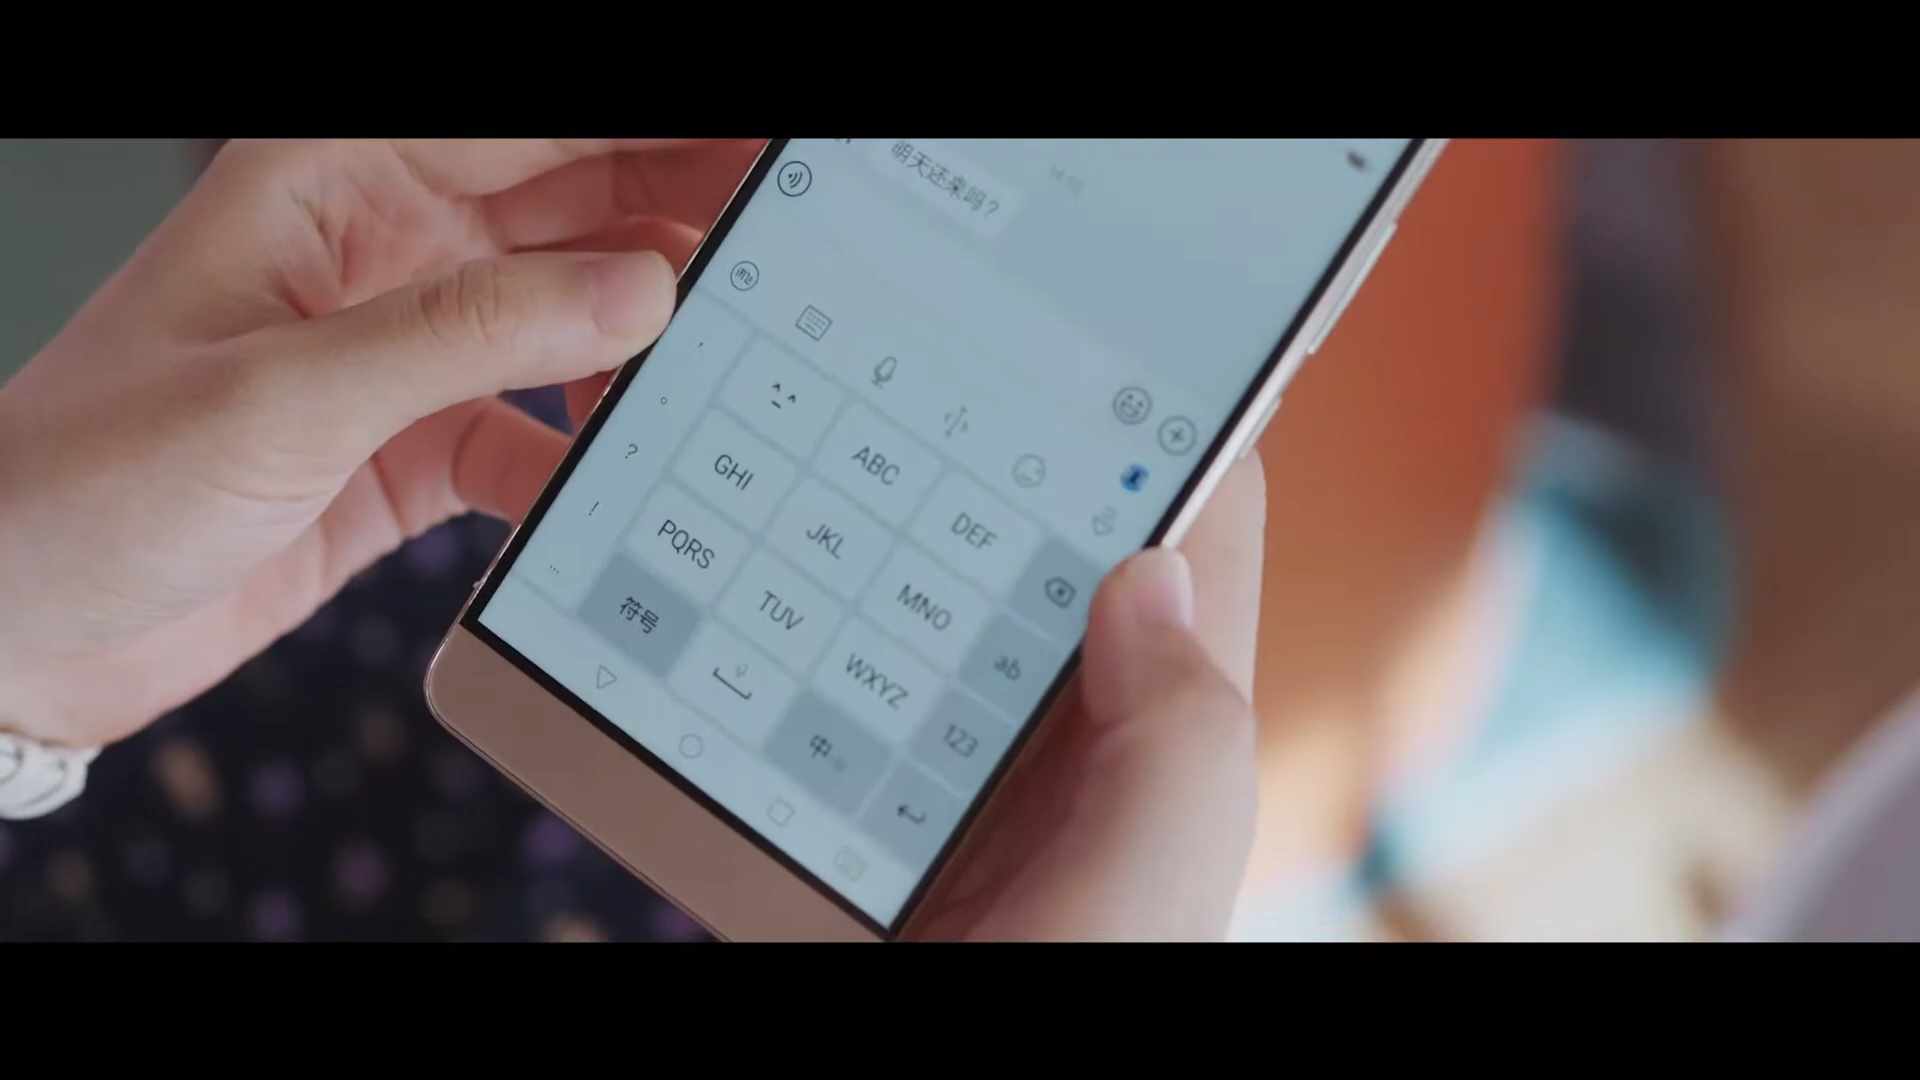 明天还来吗?
,
。
?
!
...
ABC
DEF
GHI
JKL
MNO
PQRS
TUV
WXYZ
ab
123
符号
中